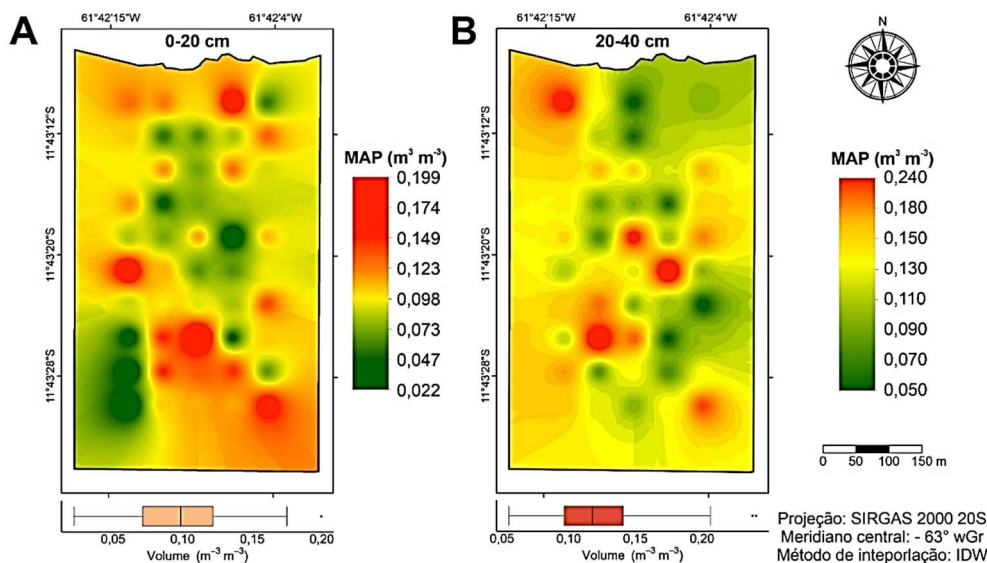 A
61°42'15"W
61°42'4"W
0-20 cm
11°43'12"S
11°43'20"S
11°43'28"S
MAP (m³ m⁻³)
0,199
0,174
0,149
0,123
0,098
0,073
0,047
0,022
0,05
0,10
0,15
0,20
Volume (m⁻³ m⁻³)
B
61°42'15"W
61°42'4"W
20-40 cm
11°43'12"S
11°43'20"S
11°43'28"S
0,05
0,10
0,15
0,20
Volume (m⁻³ m⁻³)
N
MAP (m³ m⁻³)
0,240
0,180
0,150
0,130
0,110
0,090
0,070
0,050
0 50 100 150 m
Projeção: SIRGAS 2000 20S
Meridiano central: - 63° wGr
Método de inteporlação: IDW